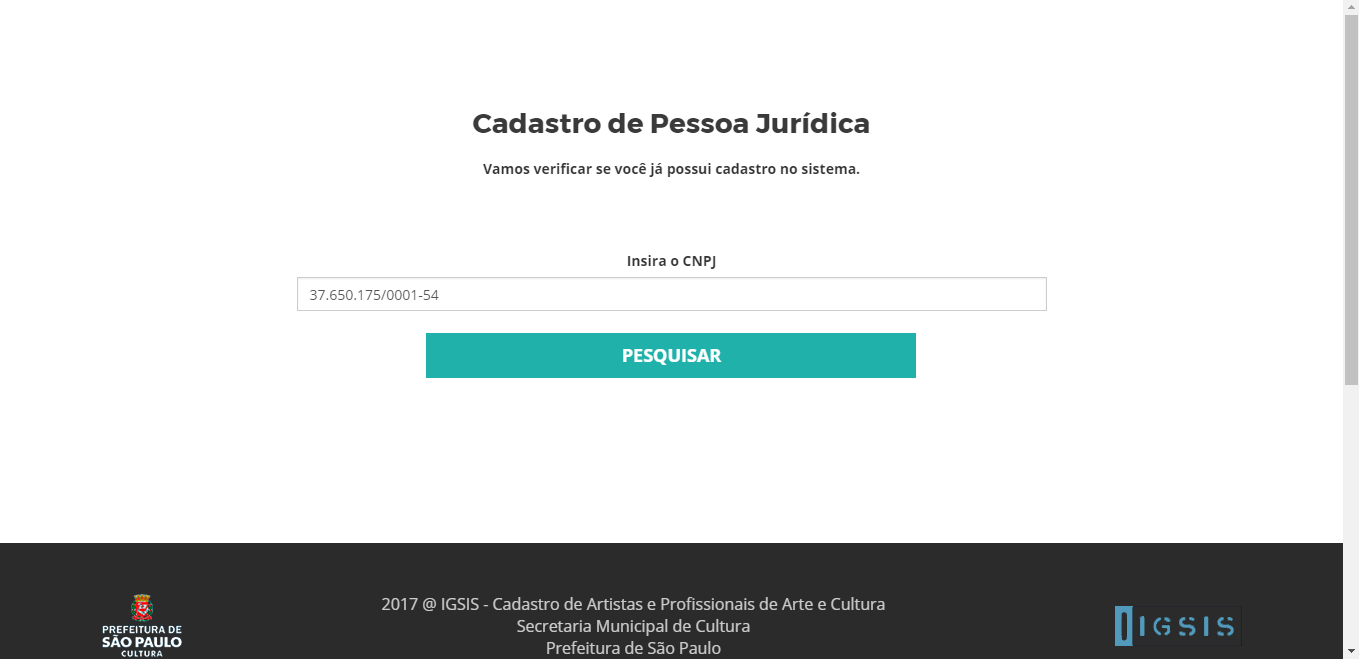 Cadastro de Pessoa Jurídica
Vamos verificar se você já possui cadastro no sistema.
Insira o CNPJ
37.650.175/0001-54
PESQUISAR
PREFEITURA DE
SÃO PAULO
CULTURA
2017 @ IGSIS - Cadastro de Artistas e Profissionais de Arte e Cultura
Secretaria Municipal de Cultura
Prefeitura de São Paulo
IGSIS